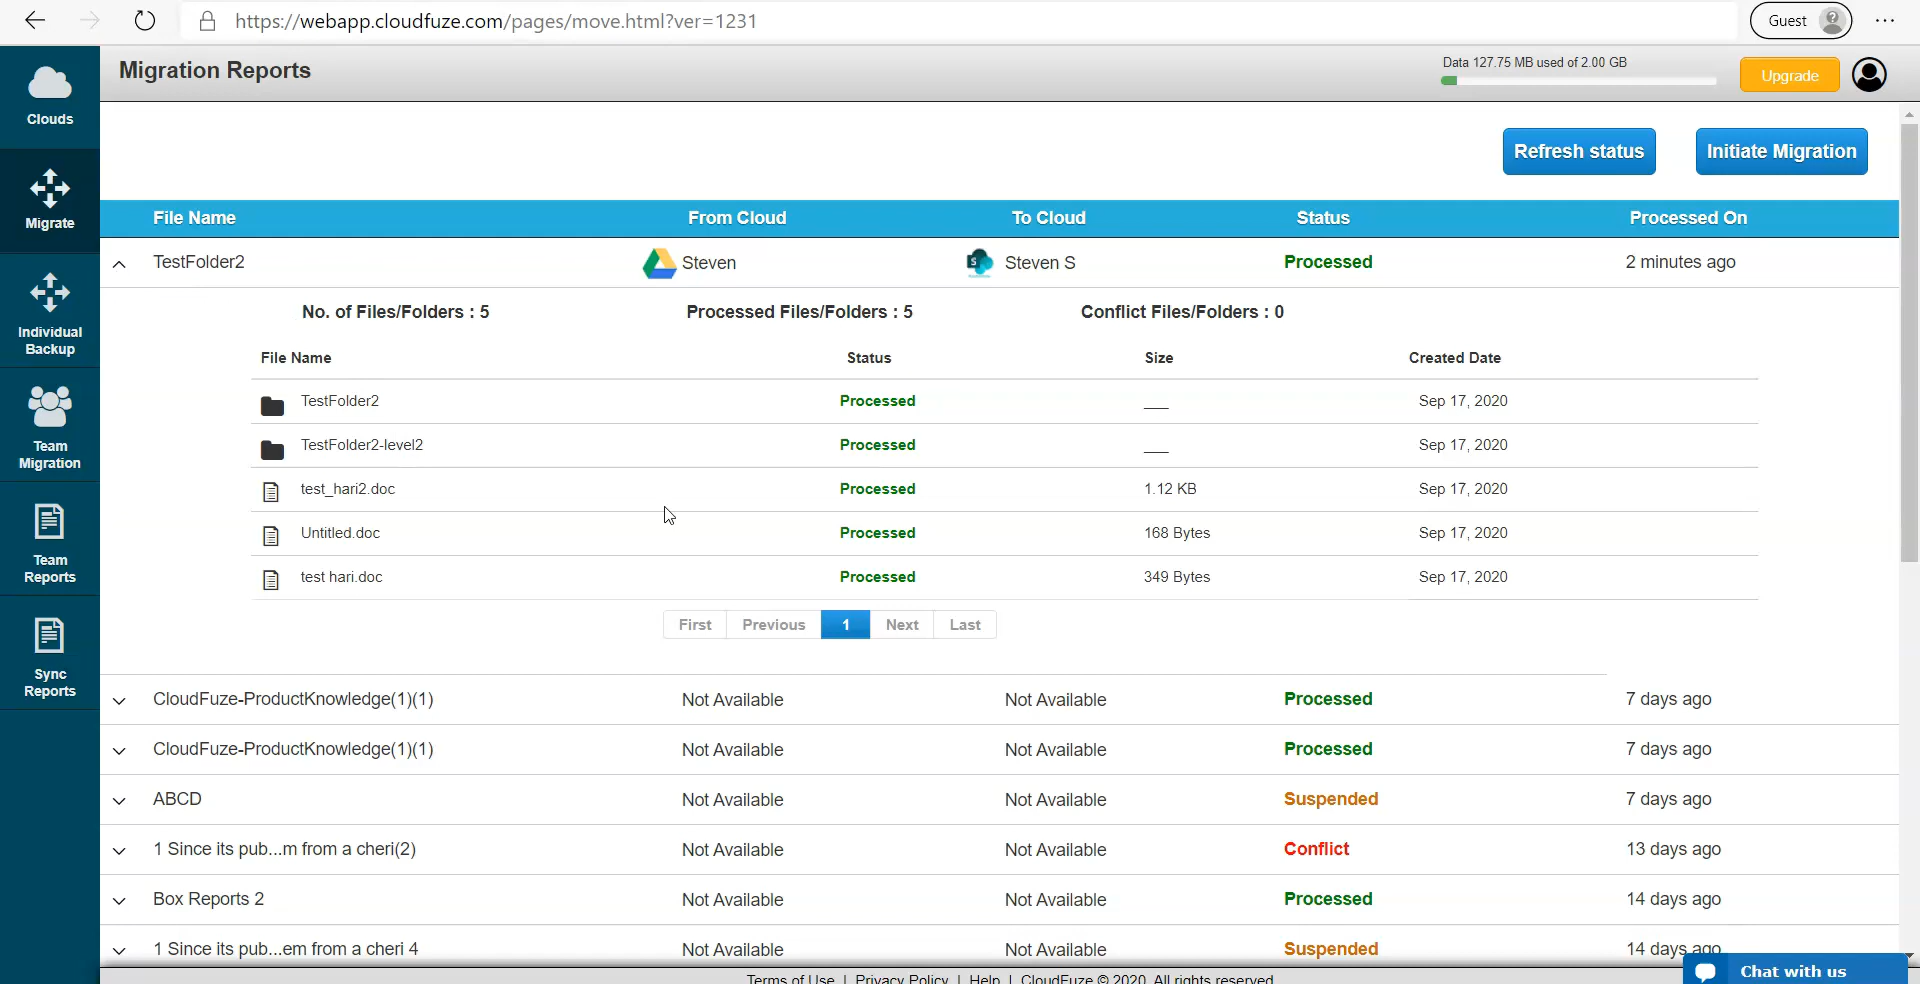 https://webapp.cloudfuze.com/pages/move.html?ver=1231
Guest
Migration Reports
Data 127.75 MB used of 2.00 GB
Upgrade
Clouds
Migrate
Individual
Backup
Team
Migration
Team
Reports
Sync
Reports
Refresh status
Initiate Migration
File Name From Cloud To Cloud Status Processed On
TestFolder2 Steven Steven S Processed 2 minutes ago
No. of Files/Folders : 5 Processed Files/Folders : 5 Conflict Files/Folders : 0
File Name Status Size Created Date
TestFolder2 Processed ___ Sep 17, 2020
TestFolder2-level2 Processed ___ Sep 17, 2020
test_hari2.doc Processed 1.12 KB Sep 17, 2020
Untitled.doc Processed 168 Bytes Sep 17, 2020
test hari.doc Processed 349 Bytes Sep 17, 2020
First Previous 1 Next Last
CloudFuze-ProductKnowledge(1)(1) Not Available Not Available Processed 7 days ago
CloudFuze-ProductKnowledge(1)(1) Not Available Not Available Processed 7 days ago
ABCD Not Available Not Available Suspended 7 days ago
1 Since its pub...m from a cheri(2) Not Available Not Available Conflict 13 days ago
Box Reports 2 Not Available Not Available Processed 14 days ago
1 Since its pub...em from a cheri 4 Not Available Not Available Suspended 14 days ago
Terms of Use | Privacy Policy | Help | CloudFuze © 2020, All rights reserved
Chat with us